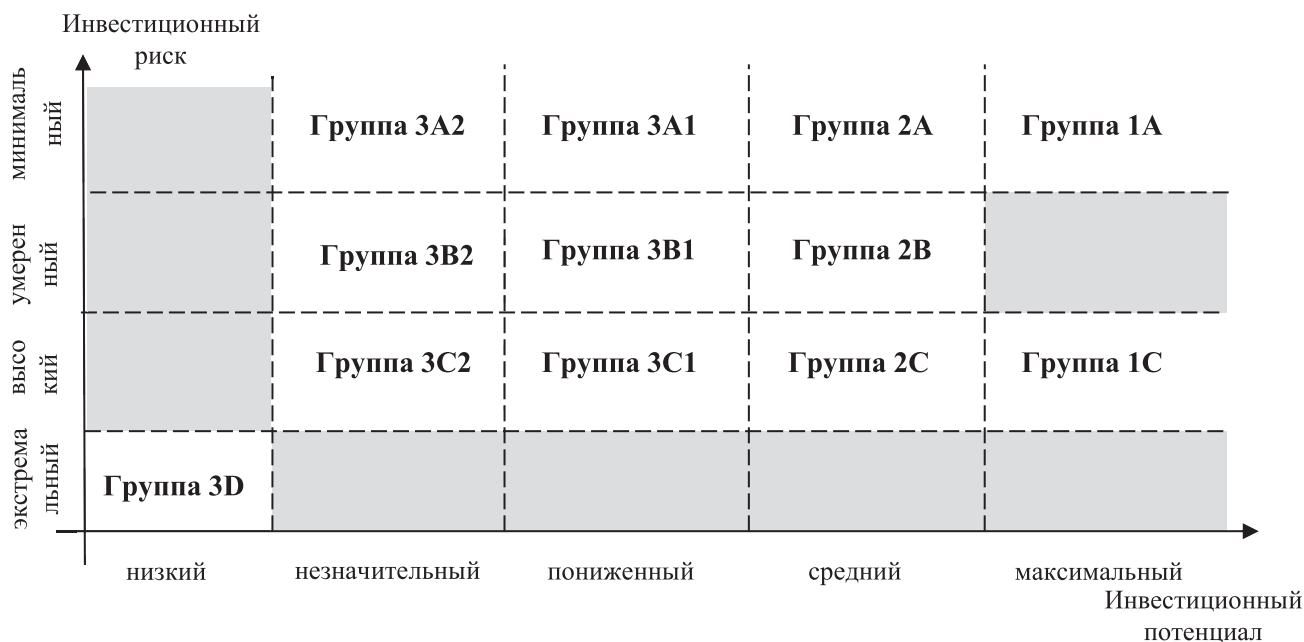 Инвестиционный
риск
минималь
ный
Группа 3А2
Группа 3А1
Группа 2А
Группа 1А
умерен
ный
Группа 3В2
Группа 3В1
Группа 2В
высо
кий
Группа 3С2
Группа 3С1
Группа 2С
Группа 1С
экстрема
льный
Группа 3D
низкий
незначительный
пониженный
средний
максимальный
Инвестиционный
потенциал